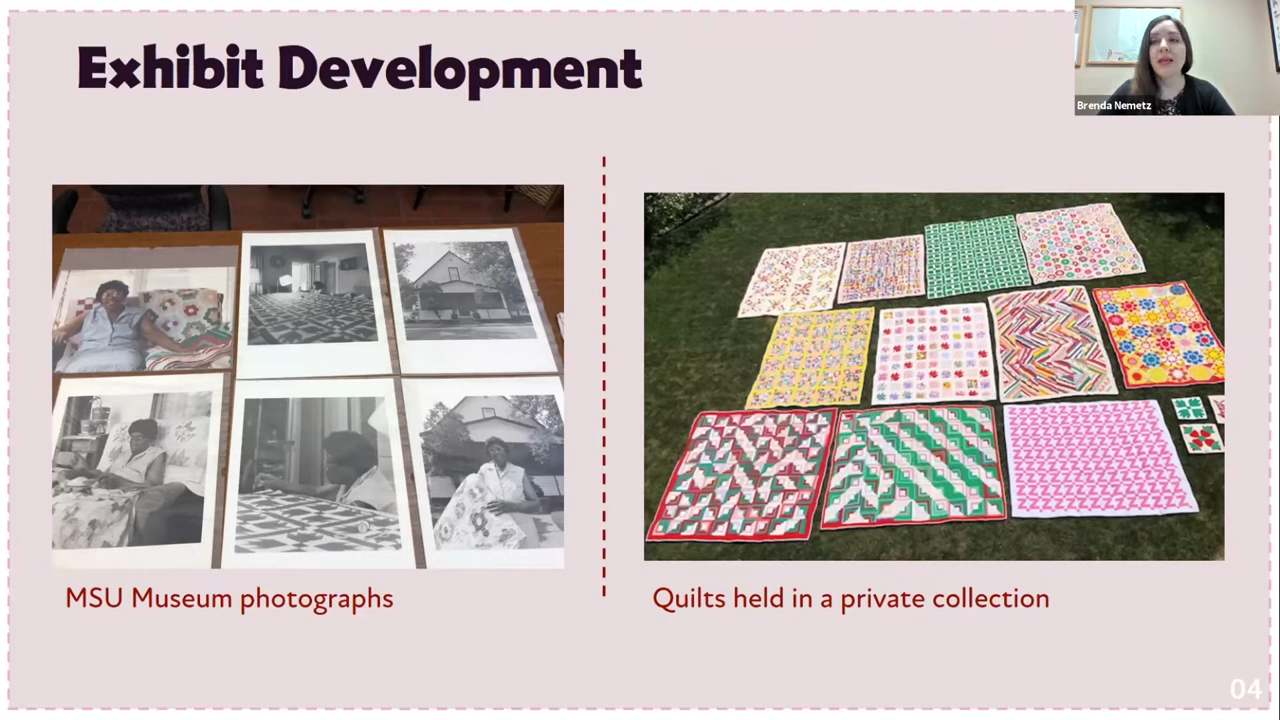 Exhibit Development
Brenda Nemetz
MSU Museum photographs
Quilts held in a private collection
04